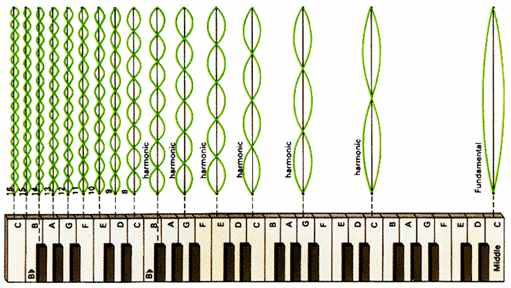 16 15 14 13 12 11 10 9 8 harmonic harmonic harmonic harmonic harmonic harmonic Fundamental
C B A G F E D C B A G F E D C B A G F E D C B A G F E D C
B♭ B♭ Middle